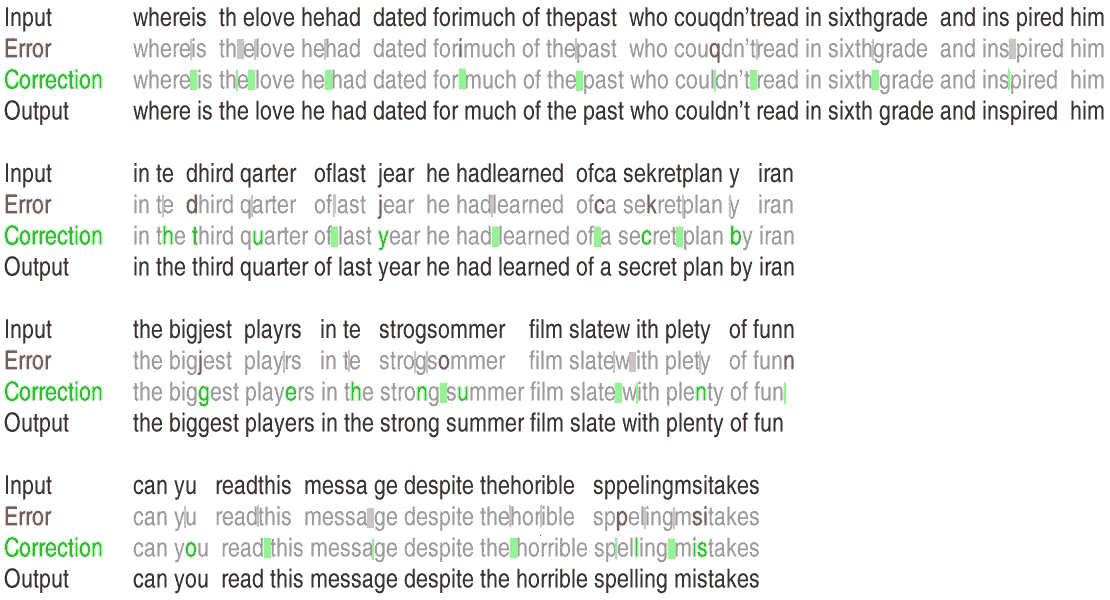 Input whereis th elove hehad dated forimuch of thepast who couqdn'tread in sixthgrade and ins pired him
Error whereis th elove hehad dated forimuch of thepast who couqdn'tread in sixthgrade and ins pired him
Correction where is the love he had dated for much of the past who couldn't read in sixth grade and inspired him
Output where is the love he had dated for much of the past who couldn't read in sixth grade and inspired him
Input in te dhird qarter oflast jear he hadlearned ofca sekretplan y iran
Error in te dhird qarter oflast jear he hadlearned ofca sekretplan y iran
Correction in the third quarter of last year he had learned of a secret plan by iran
Output in the third quarter of last year he had learned of a secret plan by iran
Input the bigjest playrs in te strogsommer film slatew ith plety of funn
Error the bigjest playrs in te strogsommer film slatew ith plety of funn
Correction the biggest players in the strong summer film slate with plenty of fun
Output the biggest players in the strong summer film slate with plenty of fun
Input can yu readthis messa ge despite thehorible sppelingmsitakes
Error can yu readthis messa ge despite thehorible sppelingmsitakes
Correction can you read this message despite the horrible spelling mistakes
Output can you read this message despite the horrible spelling mistakes